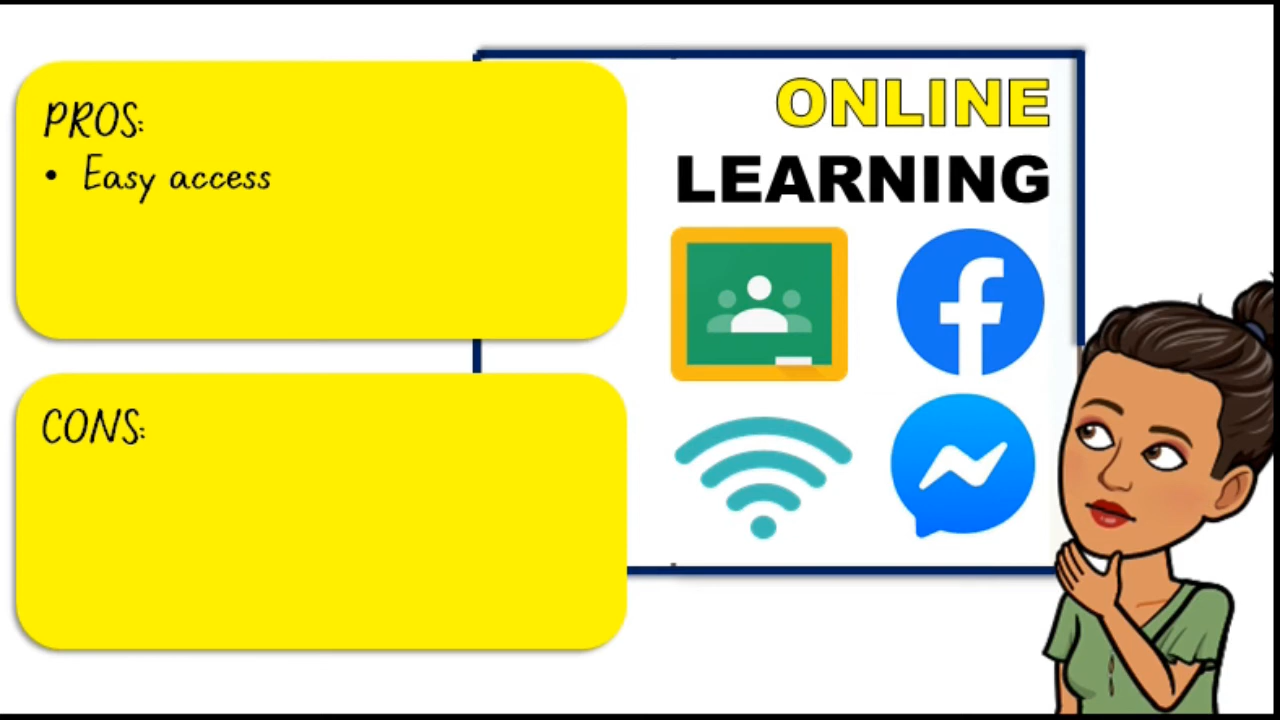 PROS:
• Easy access
CONS:
ONLINE
LEARNING